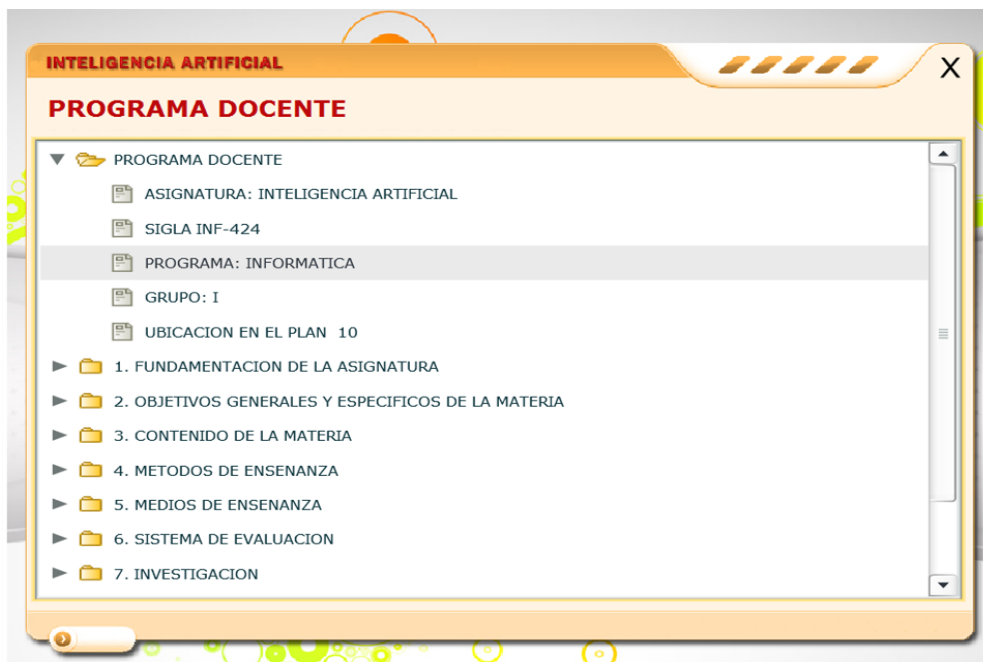 INTELIGENCIA ARTIFICIAL
X
PROGRAMA DOCENTE
PROGRAMA DOCENTE
ASIGNATURA: INTELIGENCIA ARTIFICIAL
SIGLA INF-424
PROGRAMA: INFORMATICA
GRUPO: I
UBICACION EN EL PLAN 10
1. FUNDAMENTACION DE LA ASIGNATURA
2. OBJETIVOS GENERALES Y ESPECIFICOS DE LA MATERIA
3. CONTENIDO DE LA MATERIA
4. METODOS DE ENSENANZA
5. MEDIOS DE ENSENANZA
6. SISTEMA DE EVALUACION
7. INVESTIGACION